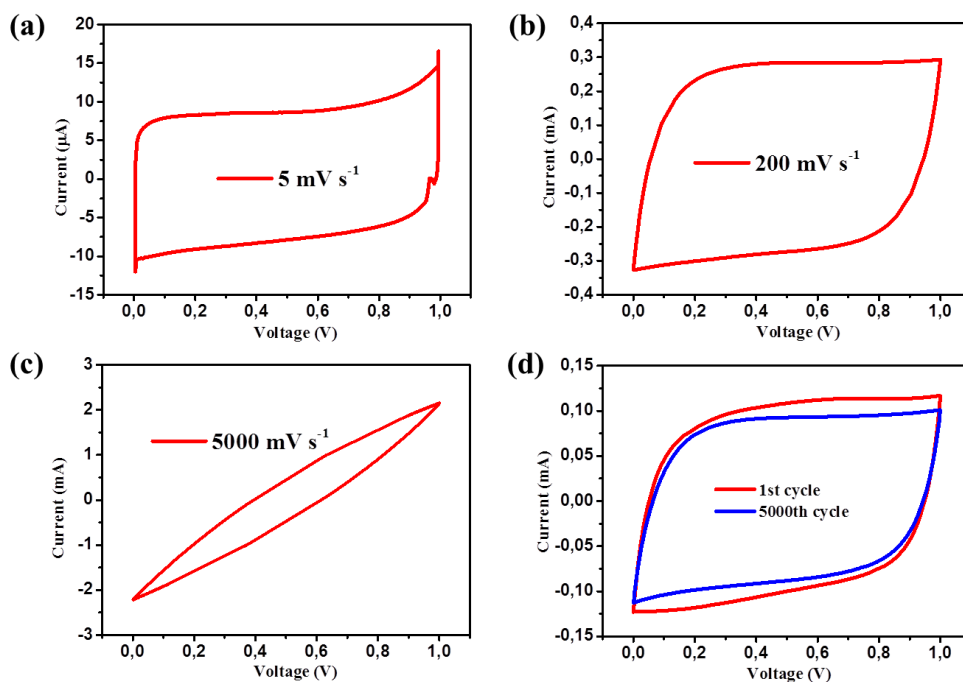 (a)
20
15
10
5
0
-5
-10
-15
Current (μA)
5 mV s⁻¹
0,0 0,2 0,4 0,6 0,8 1,0
Voltage (V)
(b)
0,4
0,3
0,2
0,1
0,0
-0,1
-0,2
-0,3
-0,4
Current (mA)
200 mV s⁻¹
0,0 0,2 0,4 0,6 0,8 1,0
Voltage (V)
(c)
3
2
1
0
-1
-2
-3
Current (mA)
5000 mV s⁻¹
0,0 0,2 0,4 0,6 0,8 1,0
Voltage (V)
(d)
0,15
0,10
0,05
0,00
-0,05
-0,10
-0,15
Current (mA)
1st cycle
5000th cycle
0,0 0,2 0,4 0,6 0,8 1,0
Voltage (V)